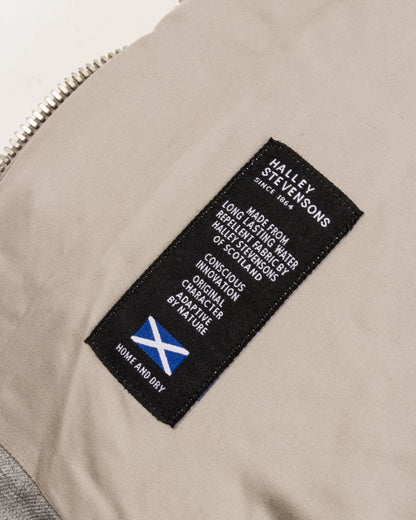 HALLEY
STEVENSONS
SINCE 1864
MADE FROM
LONG LASTING WATER
REPELLENT FABRIC BY
HALLEY STEVENSONS
OF SCOTLAND
CONSCIOUS
INNOVATION
ORIGINAL
CHARACTER
ADAPTIVE
BY NATURE
HOME AND DRY